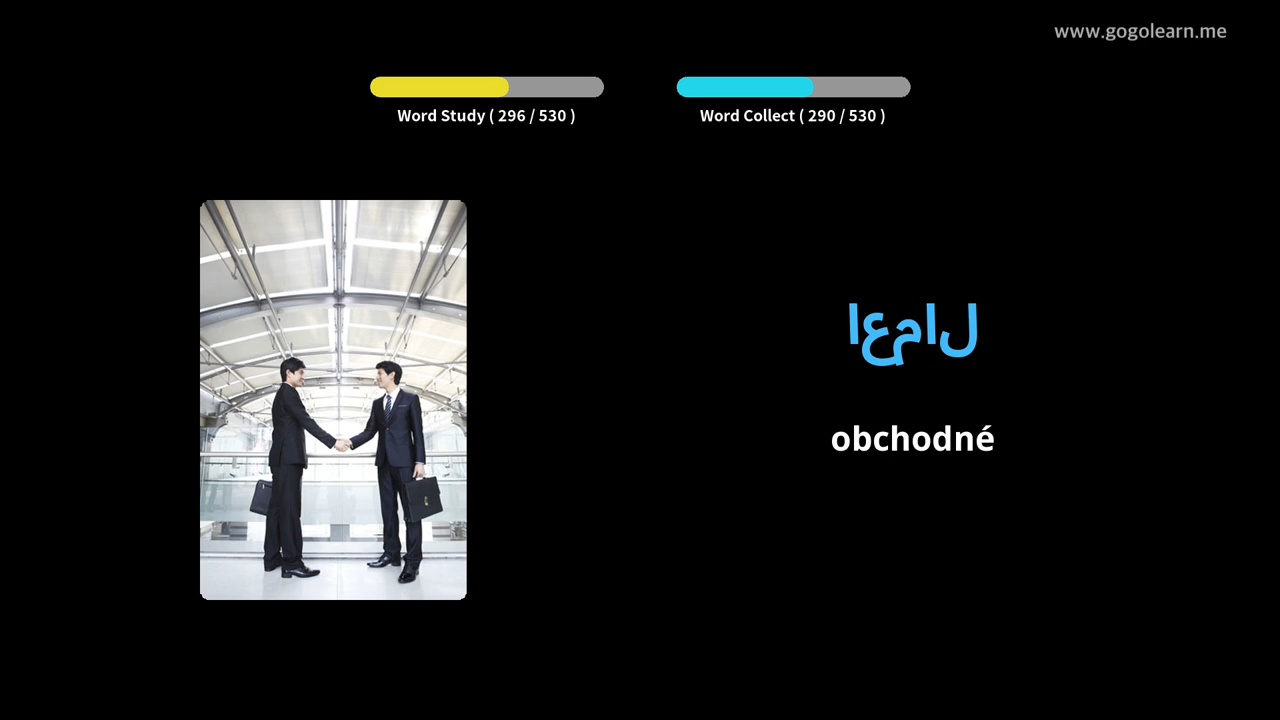 www.gogolearn.me
Word Study ( 296 / 530 )
Word Collect ( 290 / 530 )
اعمال
obchodné